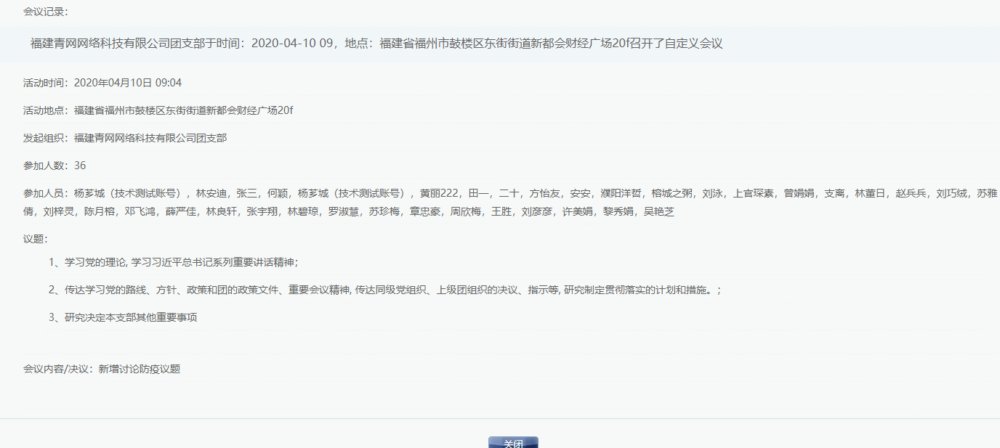 会议记录：
福建青网网络科技有限公司团支部于时间：2020-04-10 09，地点：福建省福州市鼓楼区东街街道新都会财经广场20f召开了自定义会议
活动时间：2020年04月10日 09:04
活动地点：福建省福州市鼓楼区东街街道新都会财经广场20f
发起组织：福建青网网络科技有限公司团支部
参加人数：36
参加人员：杨芗城（技术测试账号），林安迪，张三，何颖，杨芗城（技术测试账号），黄丽222，田一，二十，方怡友，安安，濮阳洋哲，榕城之粥，刘泳，上官琛素，曾娟娟，支离，林董日，赵兵兵，刘巧绒，苏雅
倩，刘梓灵，陈月榕，邓飞鸿，薛严佳，林良轩，张宇翔，林碧琼，罗淑慧，苏珍梅，章忠豪，周欣梅，王胜，刘彦彦，许美娟，黎秀娟，吴艳芝
议题：
1、学习党的理论, 学习习近平总书记系列重要讲话精神；
2、传达学习党的路线、方针、政策和团的政策文件、重要会议精神, 传达同级党组织、上级团组织的决议、指示等, 研究制定贯彻落实的计划和措施。；
3、研究决定本支部其他重要事项
会议内容/决议：新增讨论防疫议题
关闭